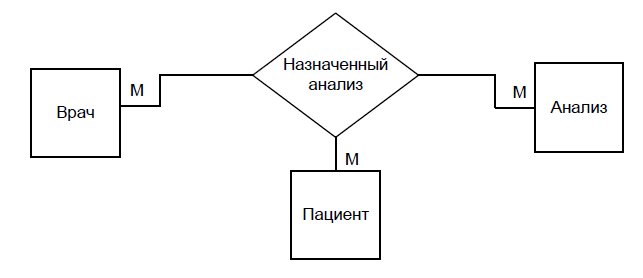 Назначенный
анализ
М
Врач
М
Анализ
М
Пациент